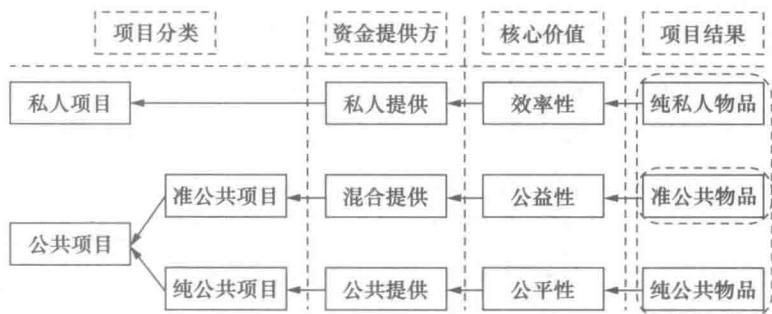 项目分类 资金提供方 核心价值 项目结果
私人项目 私人提供 效率性 纯私人物品
准公共项目 混合提供 公益性 准公共物品
公共项目
纯公共项目 公共提供 公平性 纯公共物品